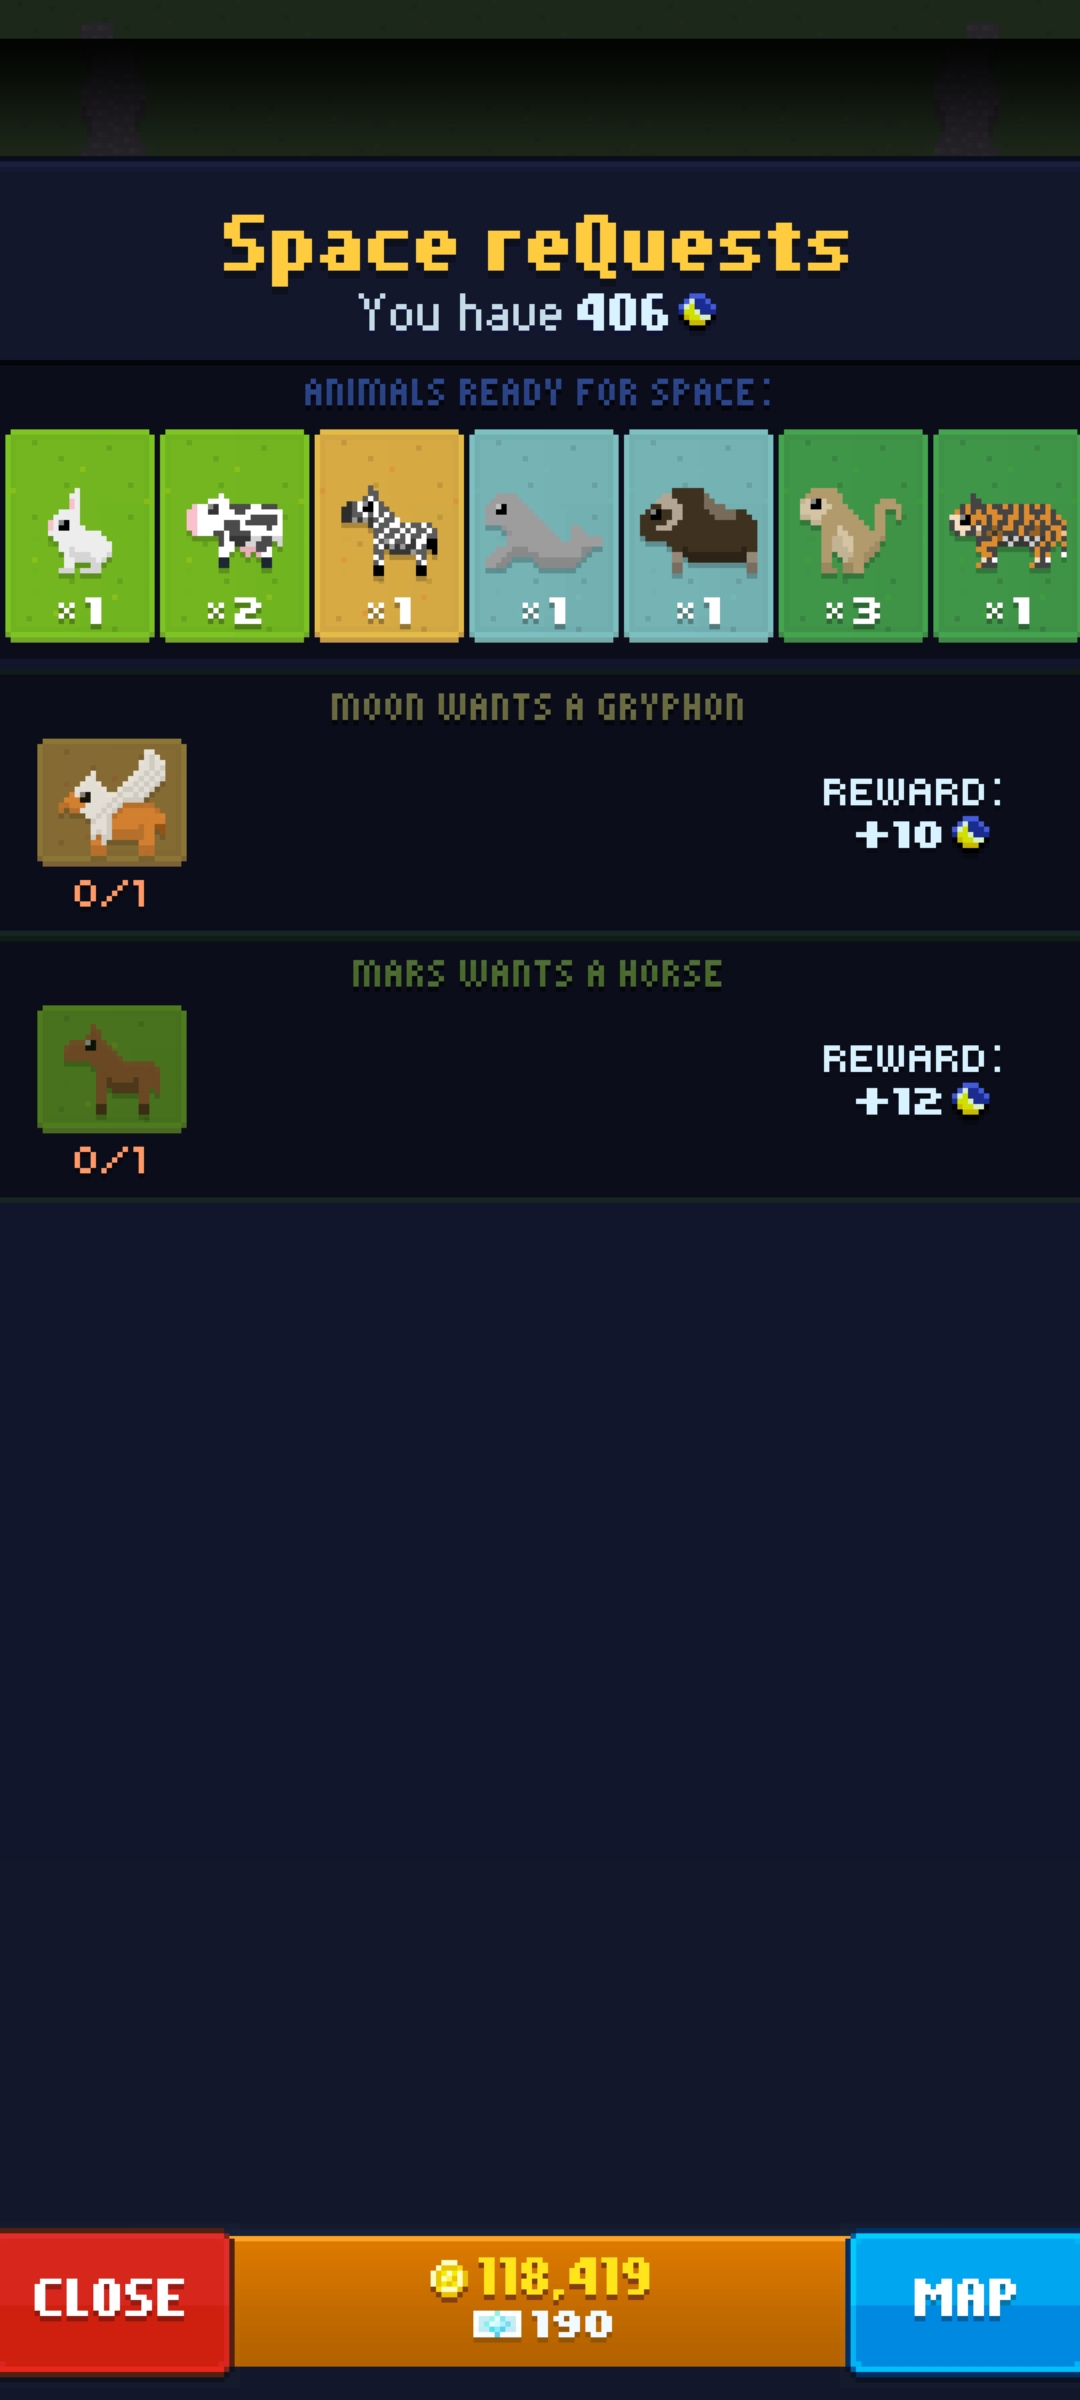 Space reQuests
You have 406
ANIMALS READY FOR SPACE:
×1 ×2 ×1 ×1 ×1 ×3 ×1
MOON WANTS A GRYPHON
REWARD:
+10
0/1
MARS WANTS A HORSE
REWARD:
+12
0/1
CLOSE
118,419
190
MAP